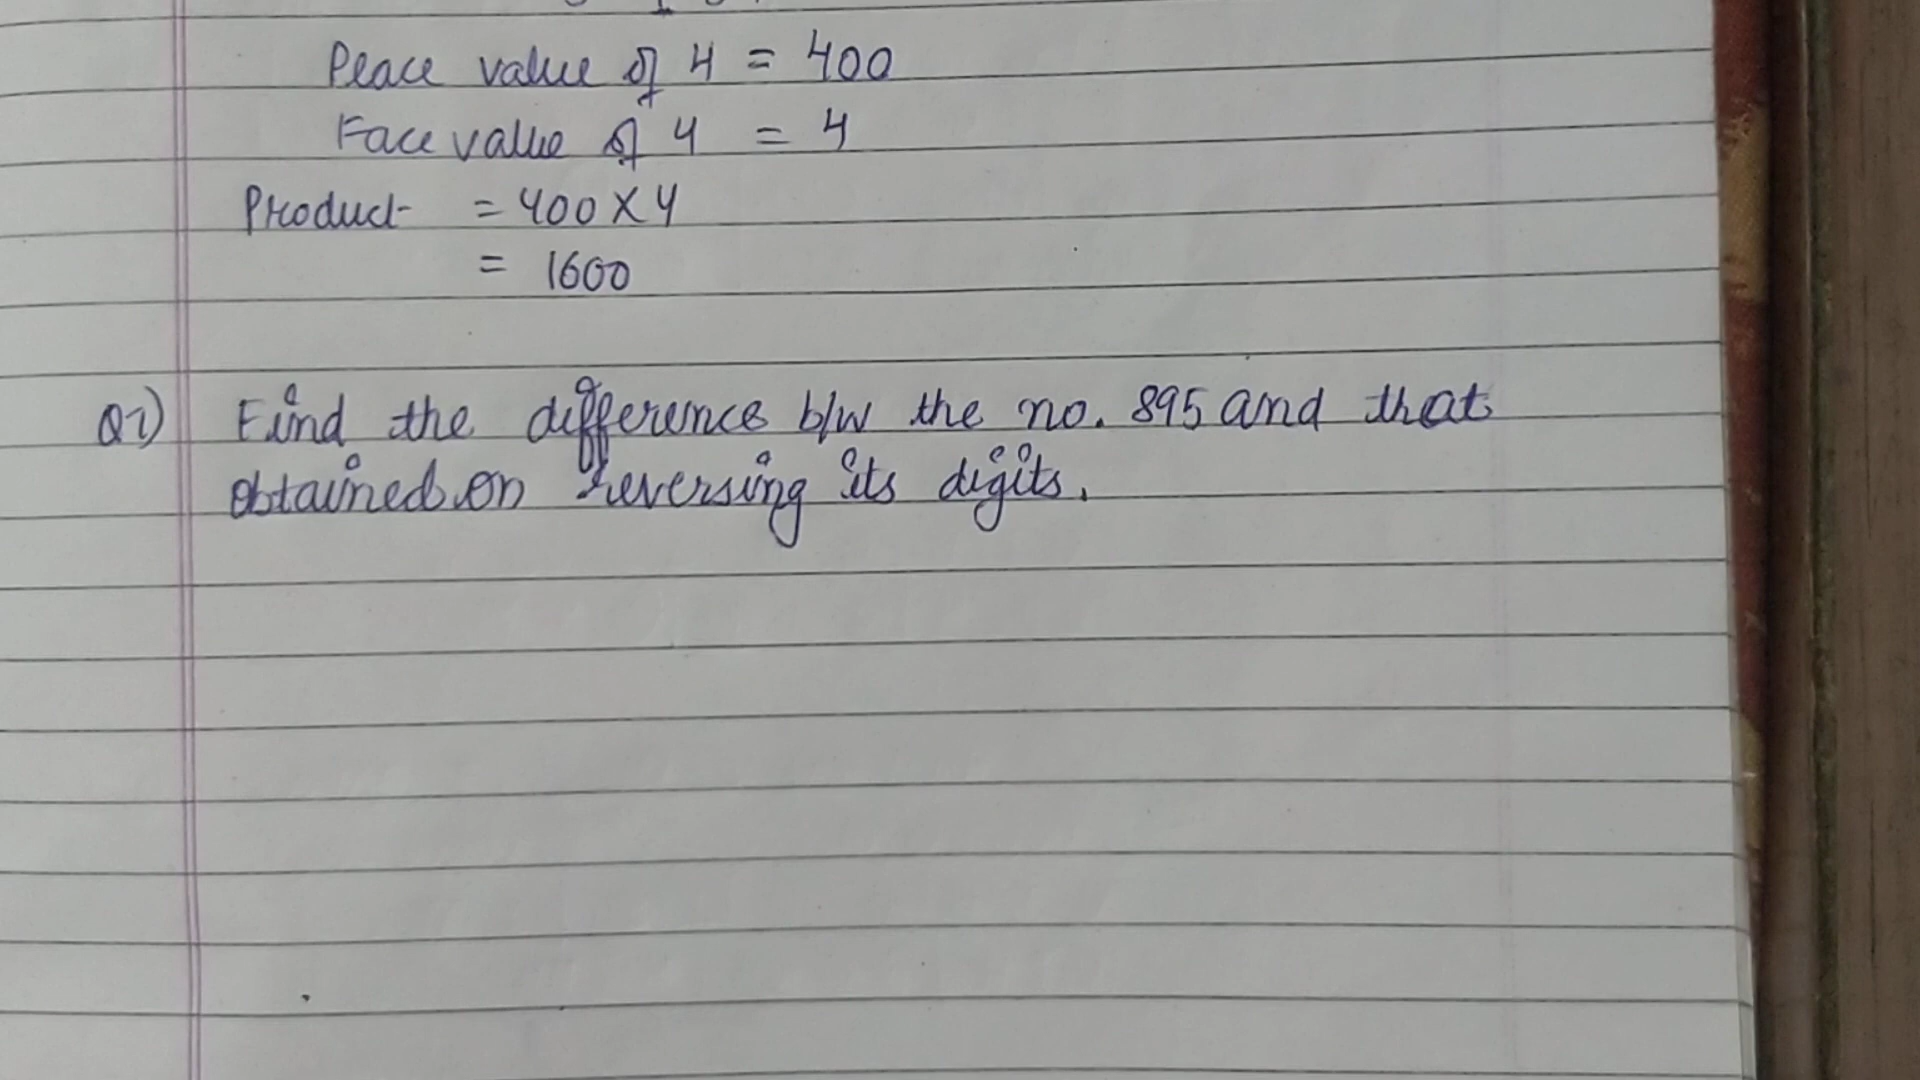 Peace value of 4 = 400
Face value of 4 = 4
Product = 400 X 4
= 1600
Q7) Find the difference b/w the no. 895 and that
obtained on reversing its digits.